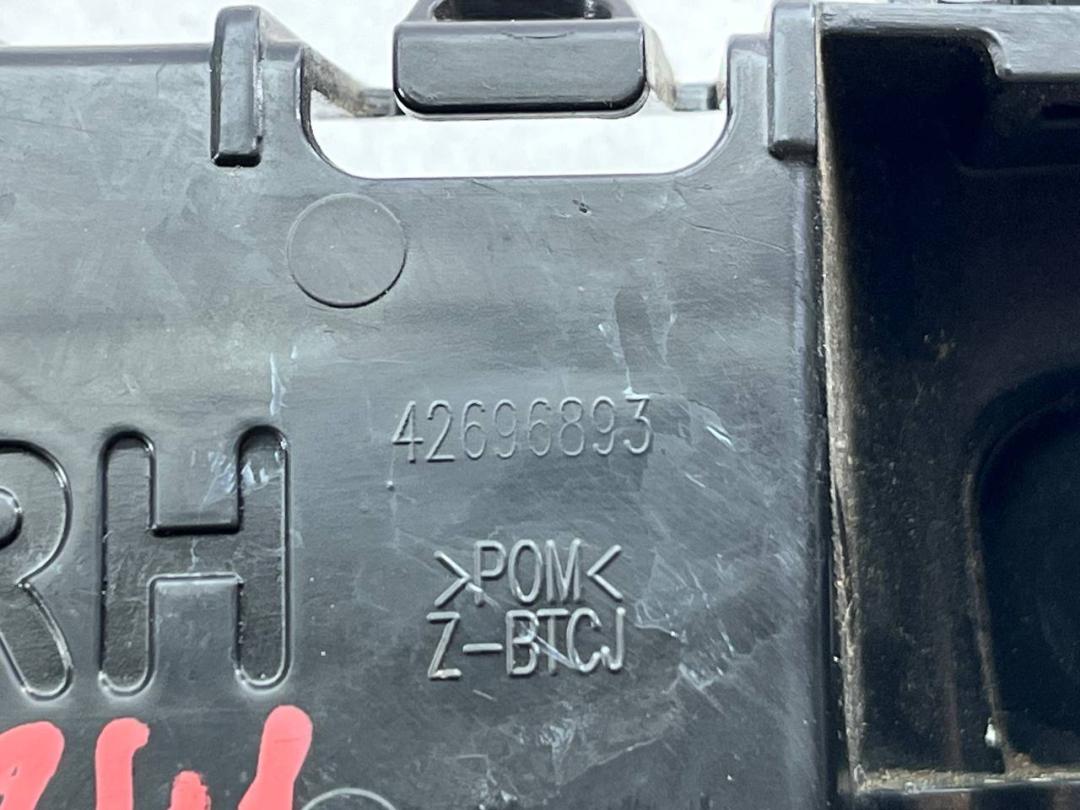 42696893
RH
>POM<
Z-BTCJ